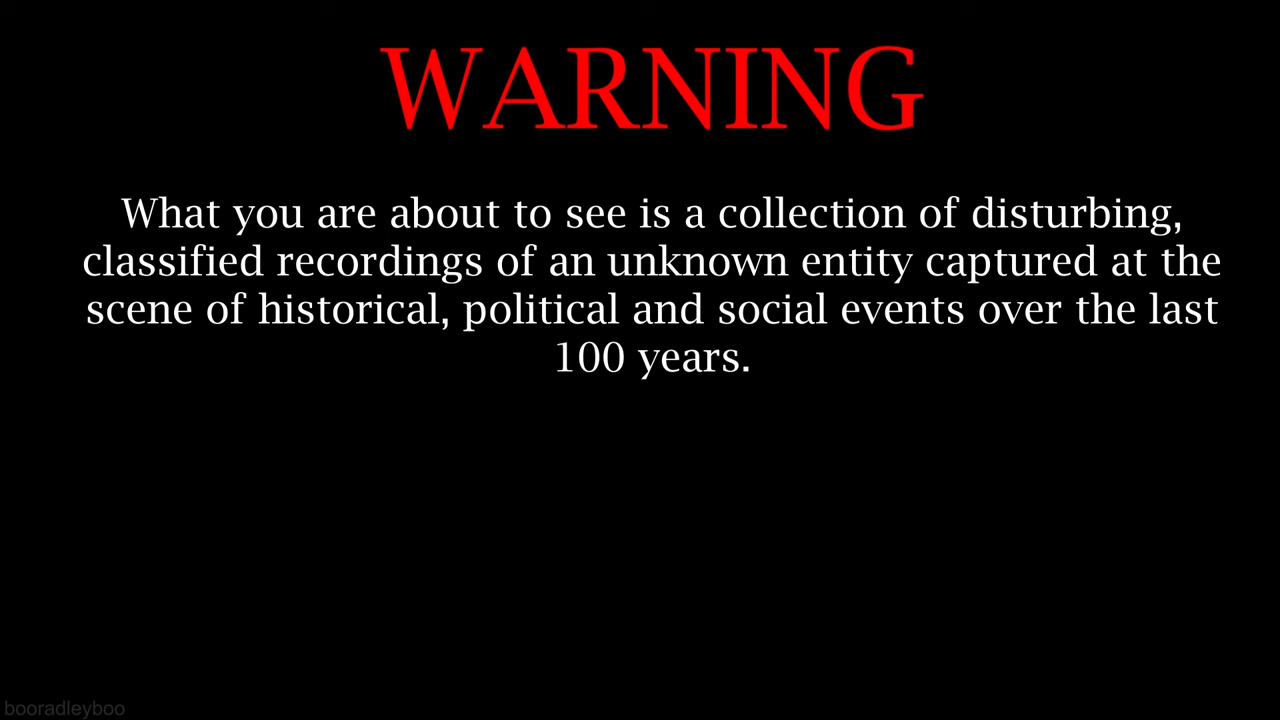 WARNING
What you are about to see is a collection of disturbing,
classified recordings of an unknown entity captured at the
scene of historical, political and social events over the last
100 years.
booradleyboo